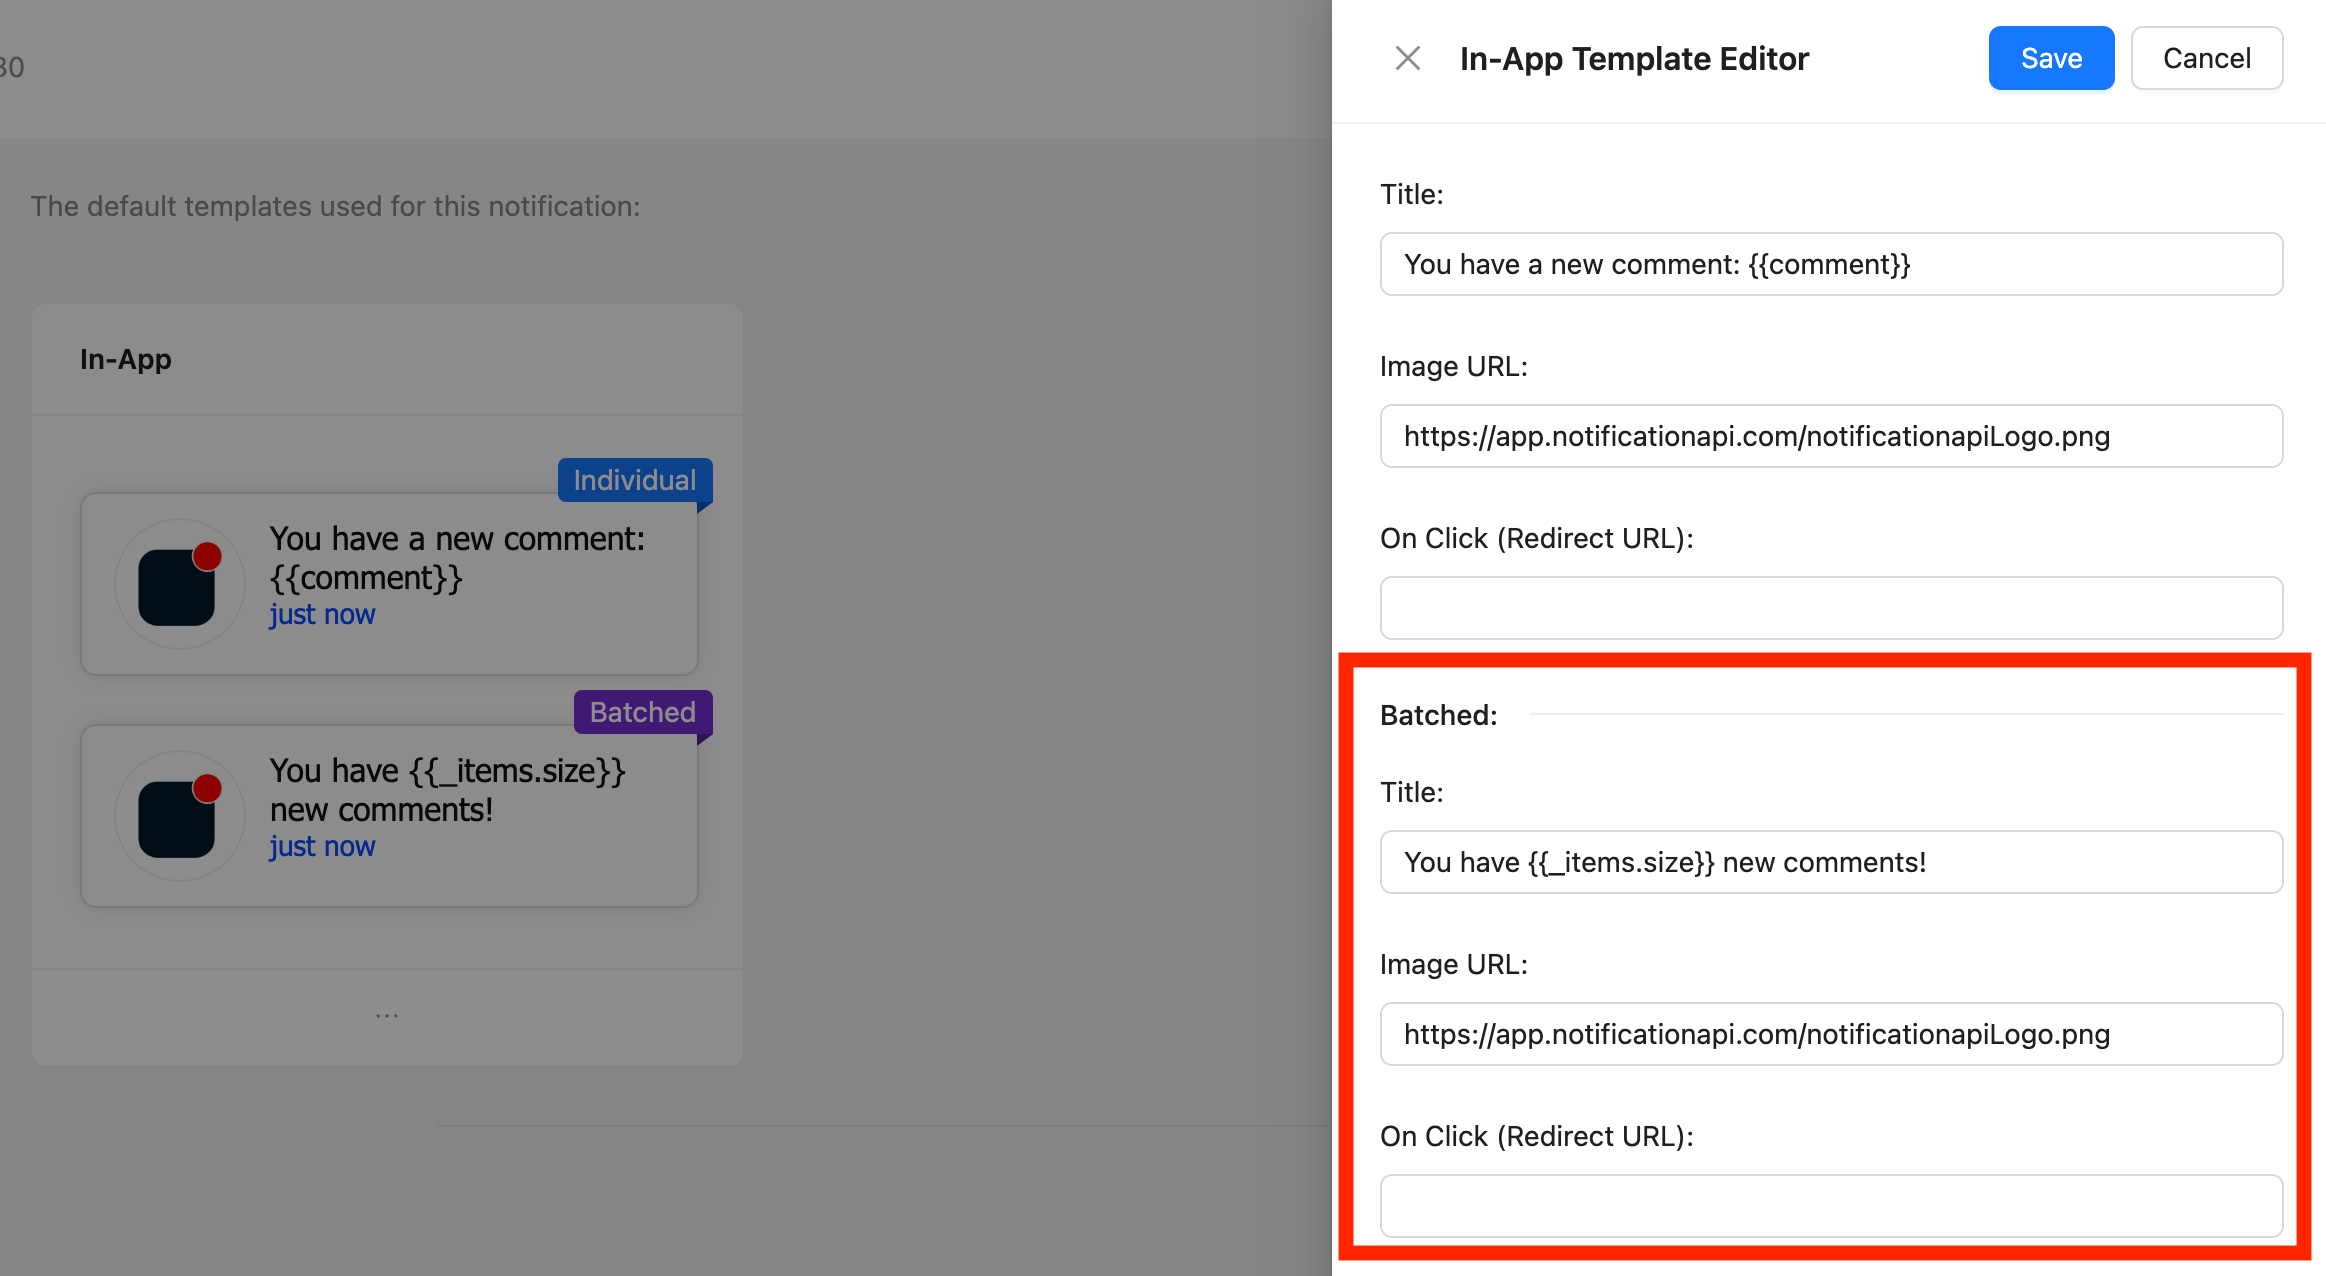 The default templates used for this notification:
In-App
Individual
You have a new comment:
{{comment}}
just now
Batched
You have {{_items.size}}
new comments!
just now
...
In-App Template Editor
Save
Cancel
Title:
You have a new comment: {{comment}}
Image URL:
https://app.notificationapi.com/notificationapiLogo.png
On Click (Redirect URL):
Batched:
Title:
You have {{_items.size}} new comments!
Image URL:
https://app.notificationapi.com/notificationapiLogo.png
On Click (Redirect URL):